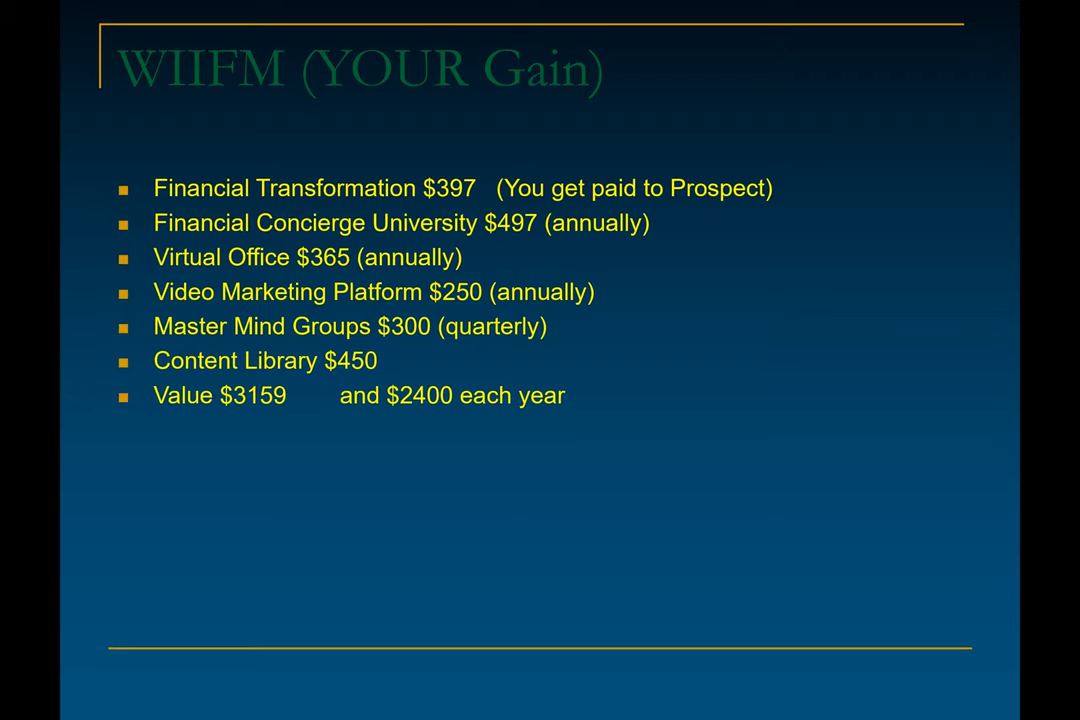 WIIFM (YOUR Gain)
Financial Transformation $397 (You get paid to Prospect)
Financial Concierge University $497 (annually)
Virtual Office $365 (annually)
Video Marketing Platform $250 (annually)
Master Mind Groups $300 (quarterly)
Content Library $450
Value $3159 and $2400 each year